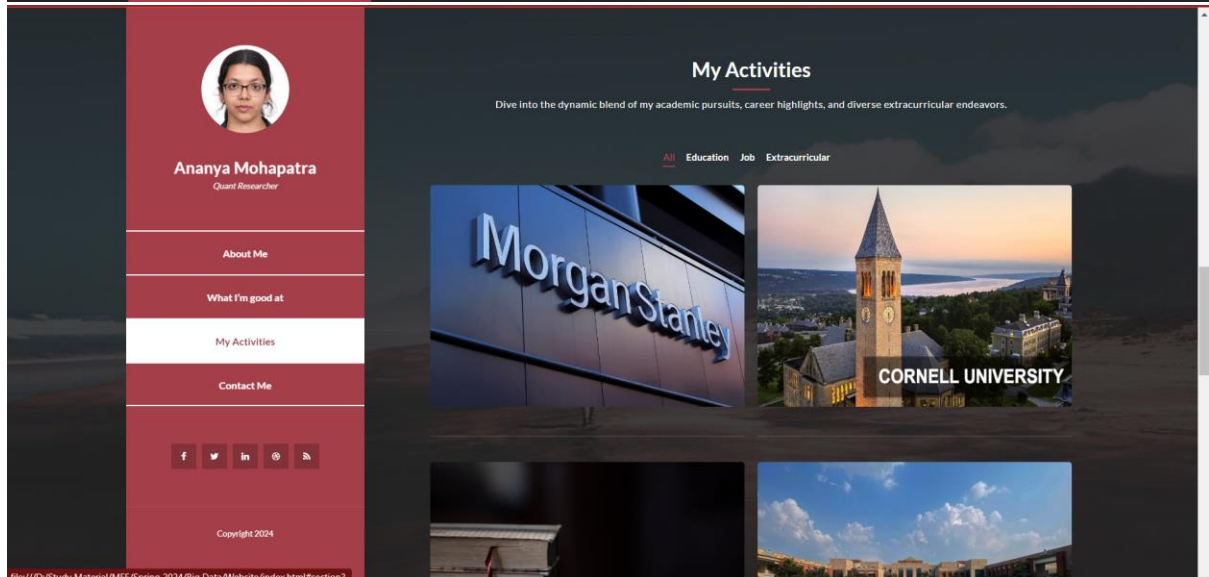 Ananya Mohapatra
Quant Researcher
About Me
What I'm good at
My Activities
Contact Me
Copyright 2024
My Activities
Dive into the dynamic blend of my academic pursuits, career highlights, and diverse extracurricular endeavors.
All Education Job Extracurricular
Morgan Stanley
CORNELL UNIVERSITY